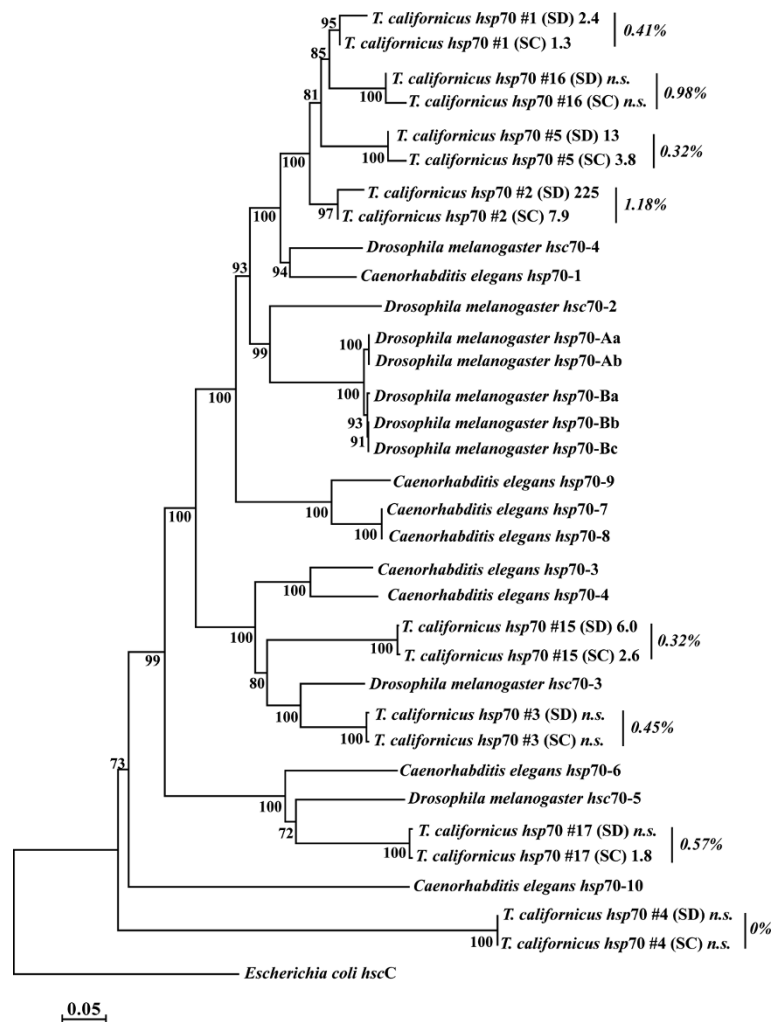 T. californicus hsp70 #1 (SD) 2.4
95
0.41%
T. californicus hsp70 #1 (SC) 1.3
85
T. californicus hsp70 #16 (SD) n.s.
0.98%
100
T. californicus hsp70 #16 (SC) n.s.
81
T. californicus hsp70 #5 (SD) 13
0.32%
100
T. californicus hsp70 #5 (SC) 3.8
100
T. californicus hsp70 #2 (SD) 225
1.18%
97
T. californicus hsp70 #2 (SC) 7.9
100
Drosophila melanogaster hsc70-4
93
94
Caenorhabditis elegans hsp70-1
Drosophila melanogaster hsc70-2
99
100
Drosophila melanogaster hsp70-Aa
Drosophila melanogaster hsp70-Ab
100
Drosophila melanogaster hsp70-Ba
100
93
Drosophila melanogaster hsp70-Bb
91
Drosophila melanogaster hsp70-Bc
Caenorhabditis elegans hsp70-9
100
Caenorhabditis elegans hsp70-7
100
100
Caenorhabditis elegans hsp70-8
Caenorhabditis elegans hsp70-3
100
Caenorhabditis elegans hsp70-4
100
T. californicus hsp70 #15 (SD) 6.0
0.32%
100
T. californicus hsp70 #15 (SC) 2.6
99
80
Drosophila melanogaster hsc70-3
100
T. californicus hsp70 #3 (SD) n.s.
0.45%
100
T. californicus hsp70 #3 (SC) n.s.
73
Caenorhabditis elegans hsp70-6
100
Drosophila melanogaster hsc70-5
72
T. californicus hsp70 #17 (SD) n.s.
0.57%
100
T. californicus hsp70 #17 (SC) 1.8
Caenorhabditis elegans hsp70-10
T. californicus hsp70 #4 (SD) n.s.
0%
100
T. californicus hsp70 #4 (SC) n.s.
Escherichia coli hscC
0.05